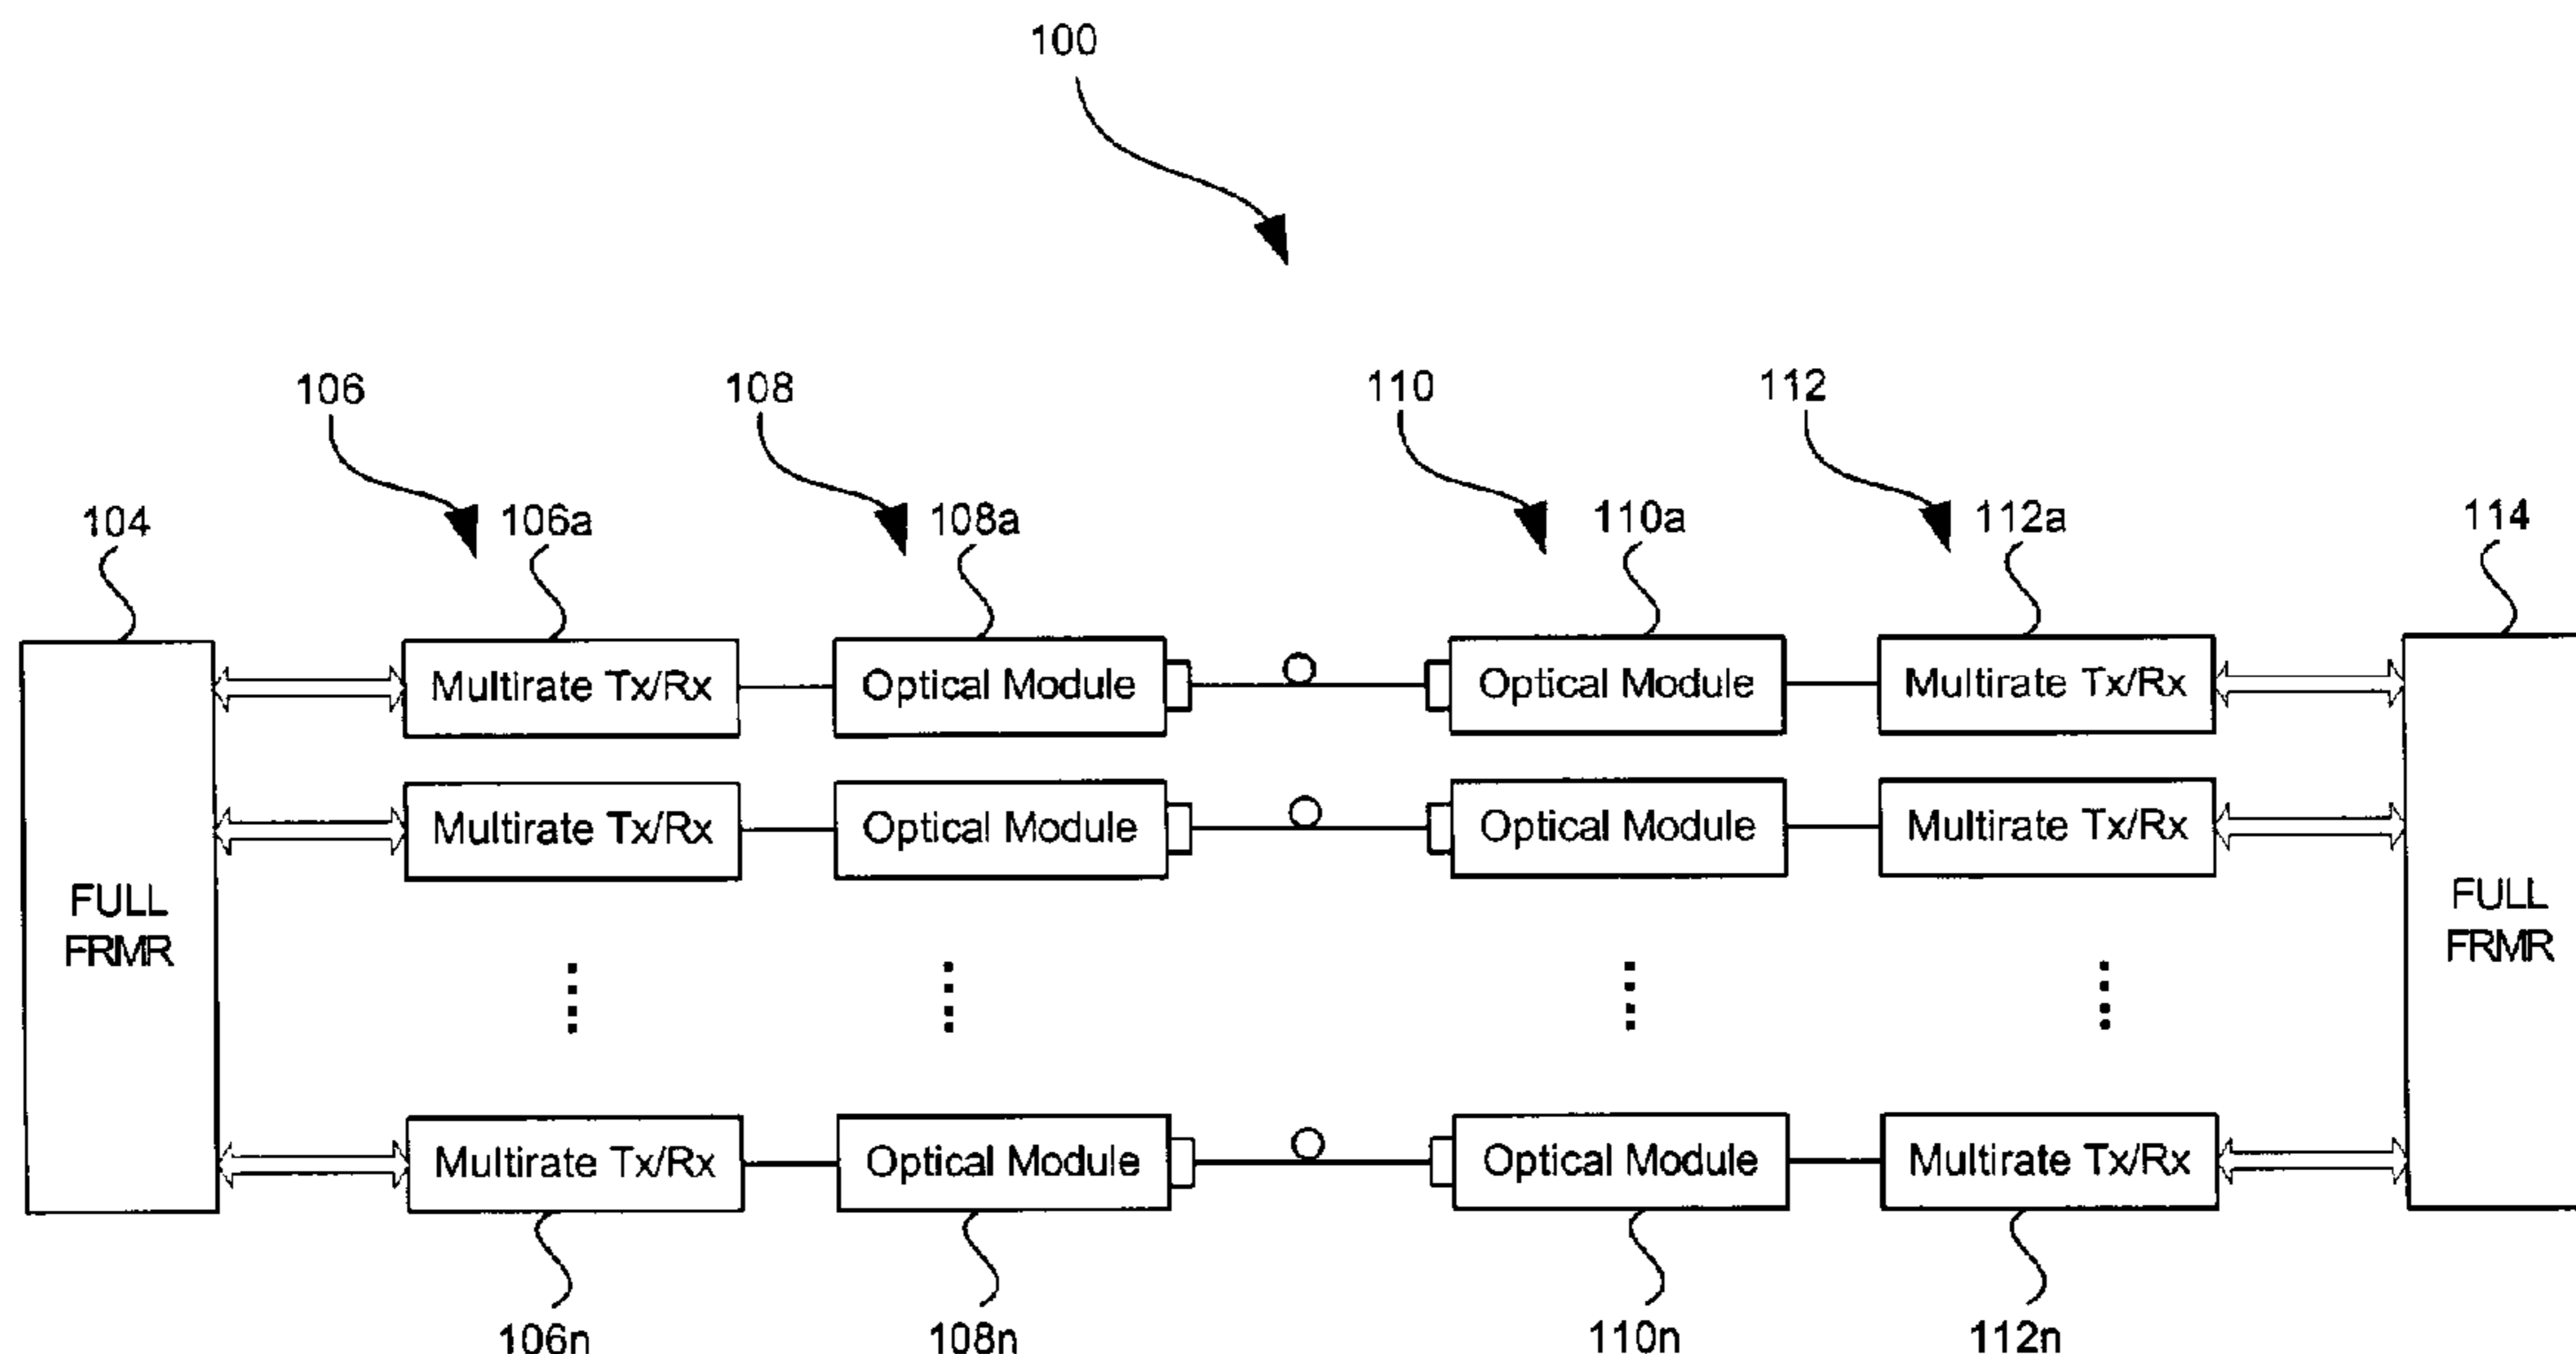 100
106
108
110
112
104
106a
108a
110a
112a
114
Multirate Tx/Rx
Optical Module
Optical Module
Multirate Tx/Rx
Multirate Tx/Rx
Optical Module
Optical Module
Multirate Tx/Rx
FULL
FRMR
FULL
FRMR
Multirate Tx/Rx
Optical Module
Optical Module
Multirate Tx/Rx
106n
108n
110n
112n